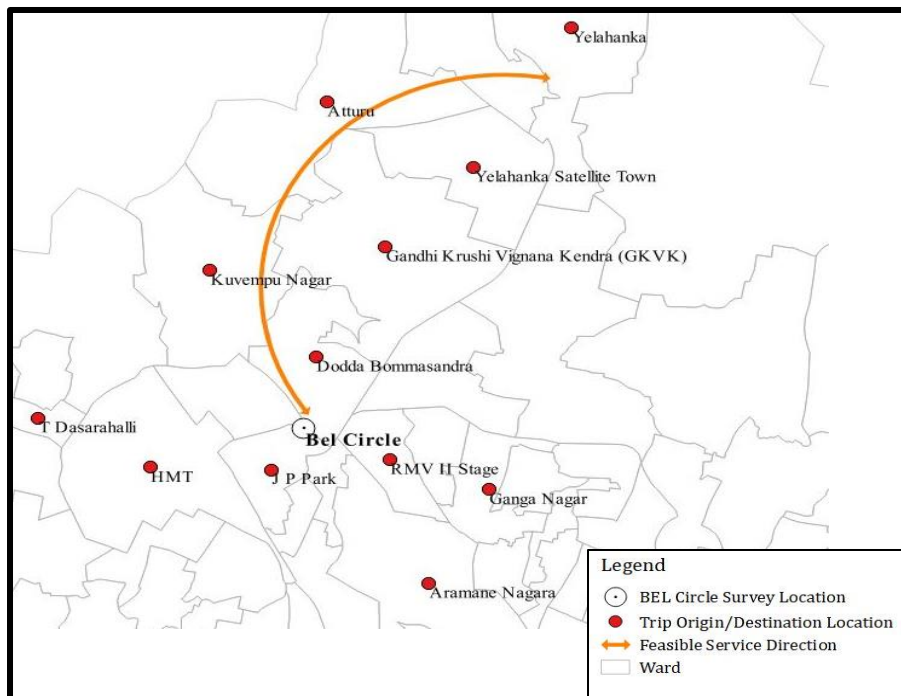 Yelahanka
Atturu
Yelahanka Satellite Town
Gandhi Krushi Vignana Kendra (GKVK)
Kuvempu Nagar
Dodda Bommasandra
T Dasarahalli
Bel Circle
HMT
J P Park
RMV II Stage
Ganga Nagar
Aramane Nagara
Legend
BEL Circle Survey Location
Trip Origin/Destination Location
Feasible Service Direction
Ward